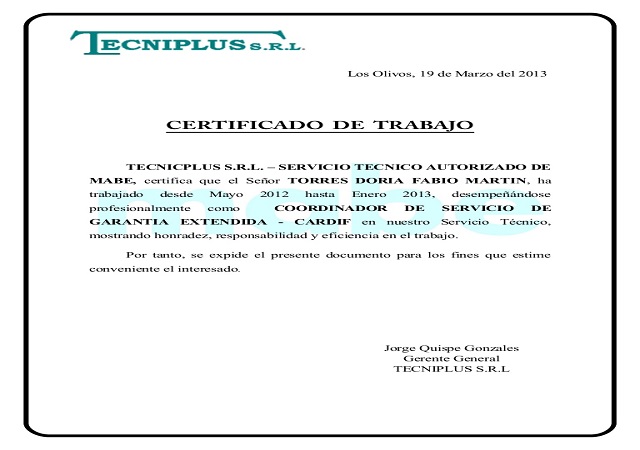 TECNIPLUS S.R.L.
Los Olivos, 19 de Marzo del 2013
CERTIFICADO DE TRABAJO
TECNICPLUS S.R.L. – SERVICIO TECNICO AUTORIZADO DE
MABE, certifica que el Señor TORRES DORIA FABIO MARTIN, ha
trabajado desde Mayo 2012 hasta Enero 2013, desempeñándose
profesionalmente como COORDINADOR DE SERVICIO DE
GARANTIA EXTENDIDA - CARDIF en nuestro Servicio Técnico,
mostrando honradez, responsabilidad y eficiencia en el trabajo.
mabe
Por tanto, se expide el presente documento para los fines que estime
conveniente el interesado.
Jorge Quispe Gonzales
Gerente General
TECNIPLUS S.R.L